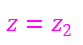 z = z₂